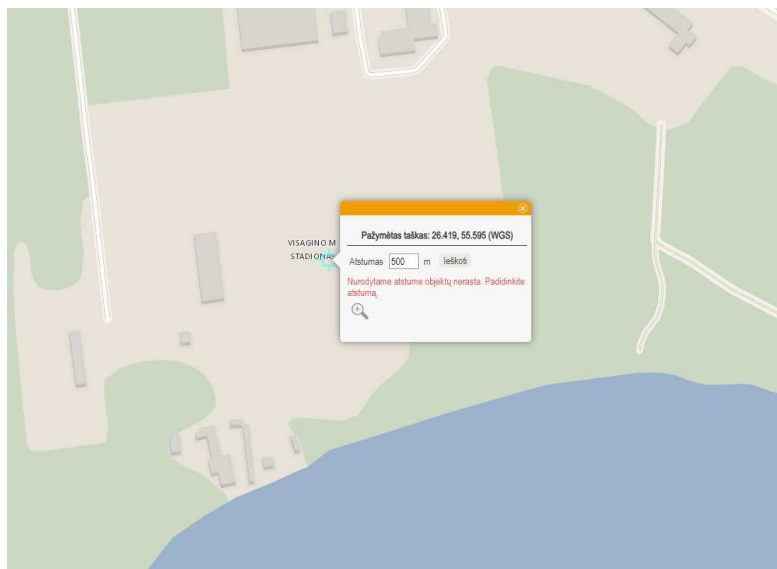 VISAGINO M
STADIONAS
Pažymėtas taškas: 26.419, 55.595 (WGS)
Atstumas 500 m Ieškoti
Nurodytame atstume objektų nerasta. Padidinkite
atstumą.